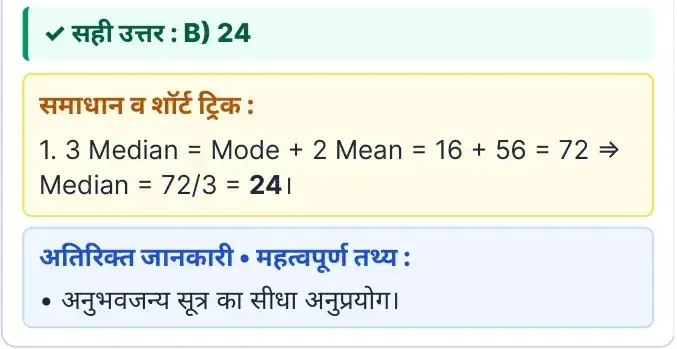 ✓ सही उत्तर : B) 24
समाधान व शॉर्ट ट्रिक :
1. 3 Median = Mode + 2 Mean = 16 + 56 = 72 ⇒
Median = 72/3 = 24।
अतिरिक्त जानकारी • महत्वपूर्ण तथ्य :
• अनुभवजन्य सूत्र का सीधा अनुप्रयोग।